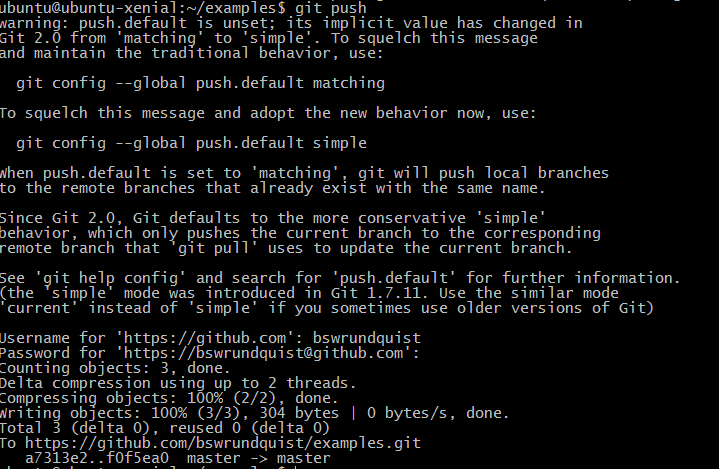 ubuntu@ubuntu-xenial:~/examples$ git push
warning: push.default is unset; its implicit value has changed in
Git 2.0 from 'matching' to 'simple'. To squelch this message
and maintain the traditional behavior, use:
git config --global push.default matching
To squelch this message and adopt the new behavior now, use:
git config --global push.default simple
When push.default is set to 'matching', git will push local branches
to the remote branches that already exist with the same name.
Since Git 2.0, Git defaults to the more conservative 'simple'
behavior, which only pushes the current branch to the corresponding
remote branch that 'git pull' uses to update the current branch.
See 'git help config' and search for 'push.default' for further information.
(the 'simple' mode was introduced in Git 1.7.11. Use the similar mode
'current' instead of 'simple' if you sometimes use older versions of Git)
Username for 'https://github.com': bswrundquist
Password for 'https://bswrundquist@github.com':
Counting objects: 3, done.
Delta compression using up to 2 threads.
Compressing objects: 100% (2/2), done.
Writing objects: 100% (3/3), 304 bytes | 0 bytes/s, done.
Total 3 (delta 0), reused 0 (delta 0)
To https://github.com/bswrundquist/examples.git
a7313e2..f0f5ea0 master -> master